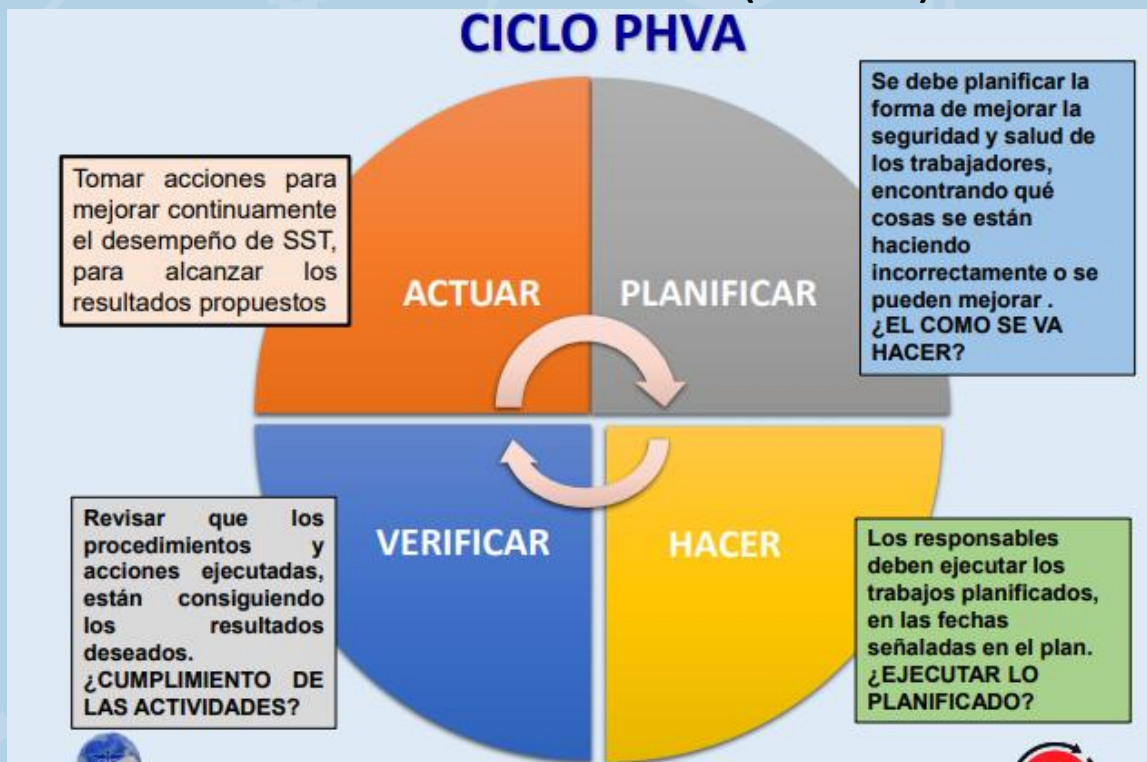 CICLO PHVA
Tomar acciones para
mejorar continuamente
el desempeño de SST,
para alcanzar los
resultados propuestos
ACTUAR
PLANIFICAR
Se debe planificar la
forma de mejorar la
seguridad y salud de
los trabajadores,
encontrando qué
cosas se están
haciendo
incorrectamente o se
pueden mejorar .
¿EL COMO SE VA
HACER?
Revisar que los
procedimientos y
acciones ejecutadas,
están consiguiendo
los resultados
deseados.
¿CUMPLIMIENTO DE
LAS ACTIVIDADES?
VERIFICAR
HACER
Los responsables
deben ejecutar los
trabajos planificados,
en las fechas
señaladas en el plan.
¿EJECUTAR LO
PLANIFICADO?